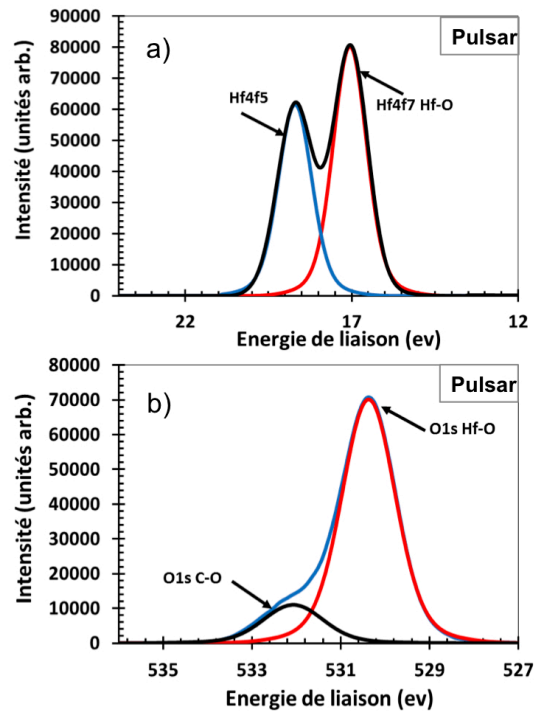 a)
Pulsar
Intensité (unités arb.)
90000
80000
70000
60000
50000
40000
30000
20000
10000
0
Hf4f5
Hf4f7 Hf-O
22
17
12
Energie de liaison (ev)
b)
Pulsar
Intensité (unités arb.)
80000
70000
60000
50000
40000
30000
20000
10000
0
O1s Hf-O
O1s C-O
535
533
531
529
527
Energie de liaison (ev)